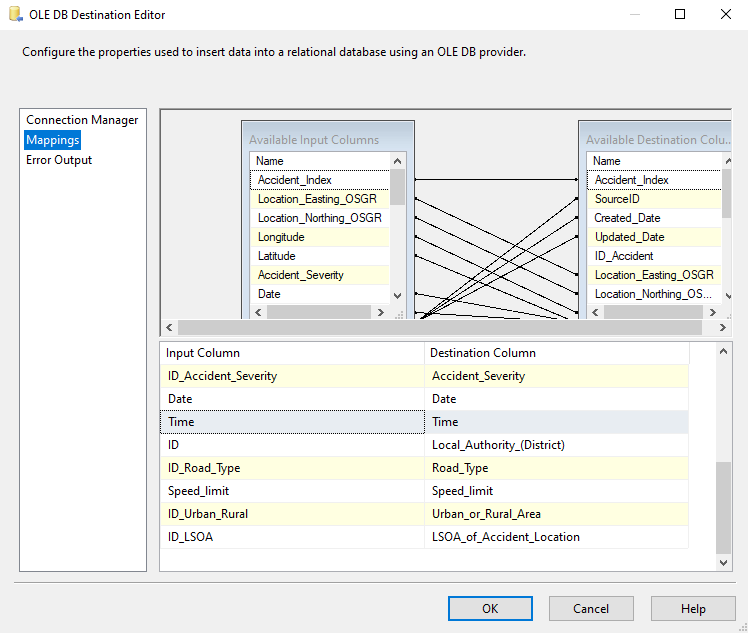 OLE DB Destination Editor
Configure the properties used to insert data into a relational database using an OLE DB provider.
Connection Manager
Mappings
Error Output
Available Input Columns
Name
Accident_Index
Location_Easting_OSGR
Location_Northing_OSGR
Longitude
Latitude
Accident_Severity
Date
Available Destination Colu...
Name
Accident_Index
SourceID
Created_Date
Updated_Date
ID_Accident
Location_Easting_OSGR
Location_Northing_OS...
Input Column Destination Column
ID_Accident_Severity Accident_Severity
Date Date
Time Time
ID Local_Authority_(District)
ID_Road_Type Road_Type
Speed_limit Speed_limit
ID_Urban_Rural Urban_or_Rural_Area
ID_LSOA LSOA_of_Accident_Location
OK Cancel Help